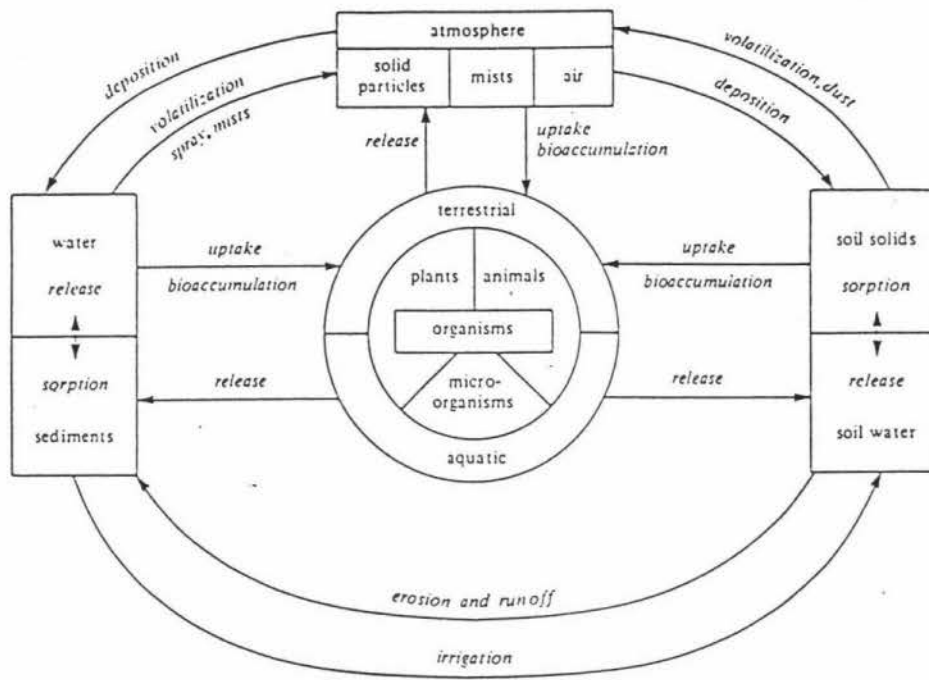 atmosphere
solid
particles
mists
air
deposition
volatilization
spray, mists
volatilization, dust
deposition
release
uptake
bioaccumulation
water
release
sorption
sediments
uptake
bioaccumulation
release
terrestrial
plants
animals
organisms
micro-
organisms
aquatic
uptake
bioaccumulation
release
soil solids
sorption
release
soil water
erosion and runoff
irrigation